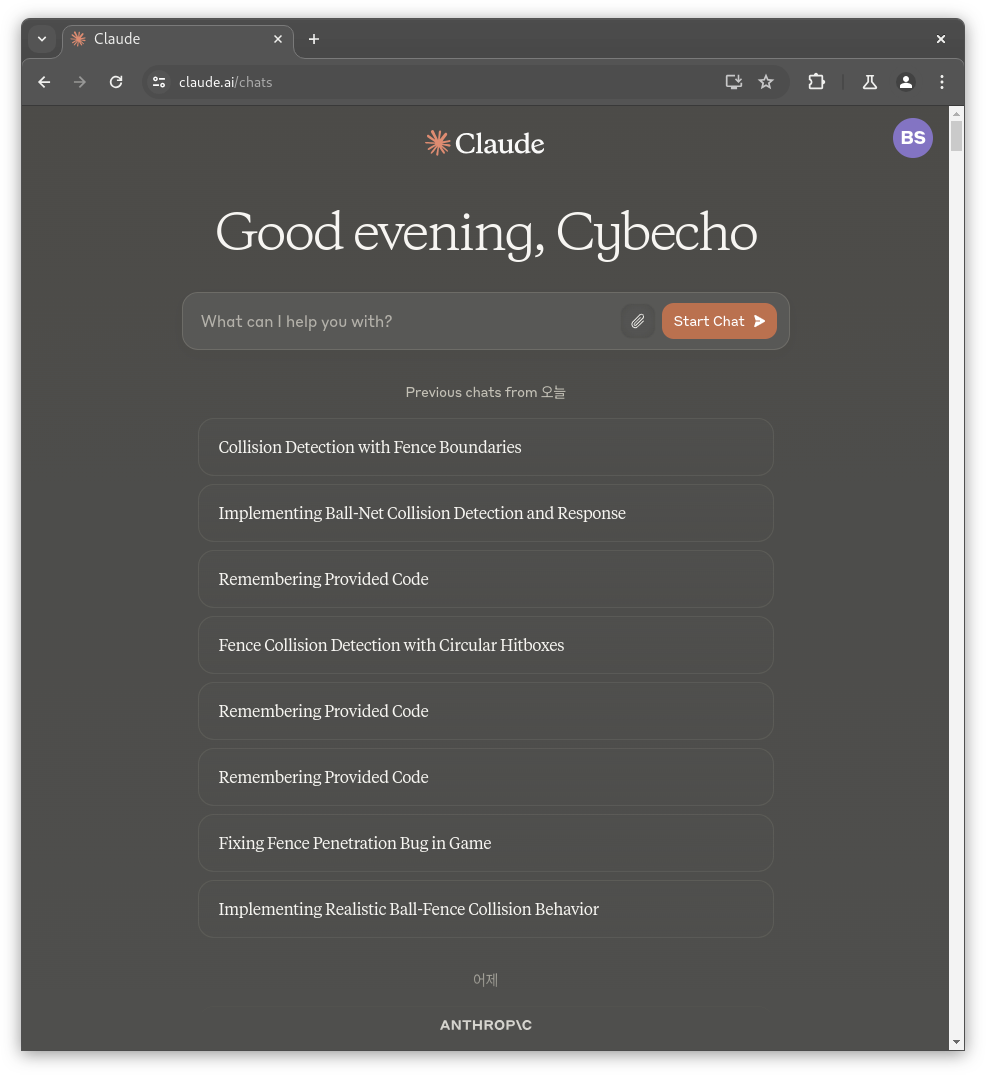 Claude
claude.ai/chats
Claude
BS
Good evening, Cybecho
What can I help you with?
Start Chat
Previous chats from 오늘
Collision Detection with Fence Boundaries
Implementing Ball-Net Collision Detection and Response
Remembering Provided Code
Fence Collision Detection with Circular Hitboxes
Remembering Provided Code
Remembering Provided Code
Fixing Fence Penetration Bug in Game
Implementing Realistic Ball-Fence Collision Behavior
어제
ANTHROP\C